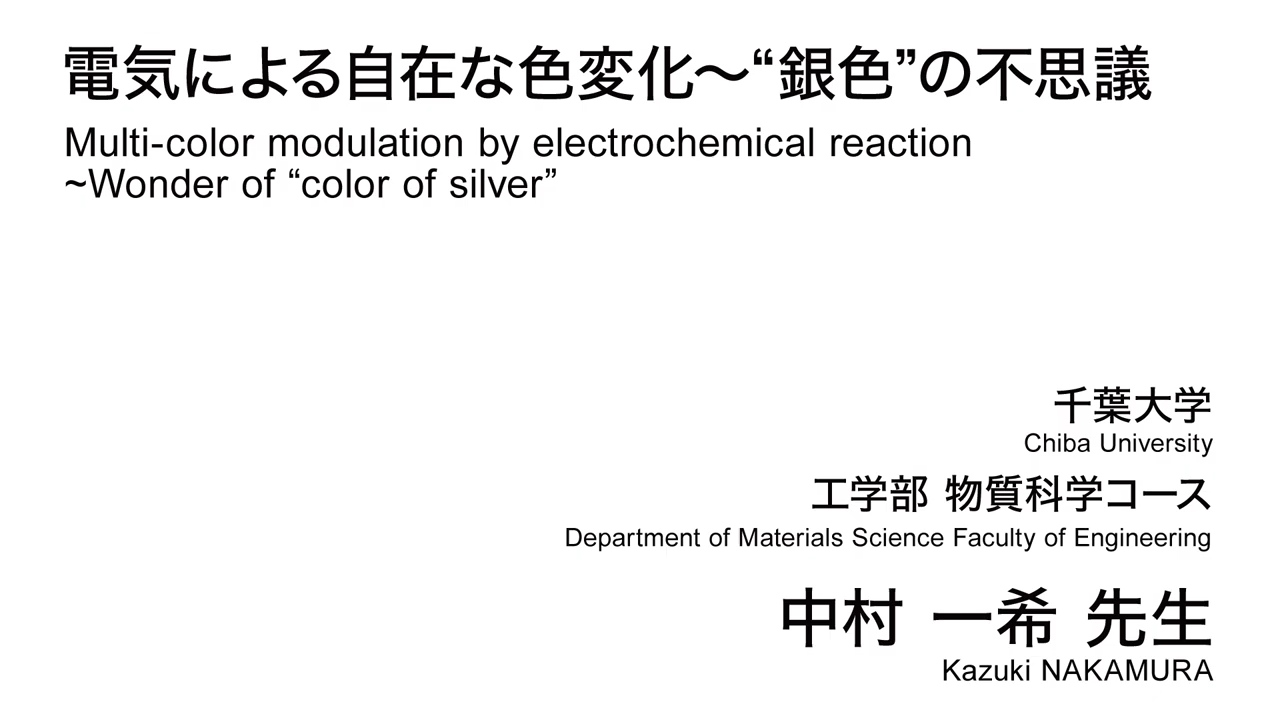 電気による自在な色変化～“銀色”の不思議
Multi-color modulation by electrochemical reaction
~Wonder of “color of silver”
千葉大学
Chiba University
工学部 物質科学コース
Department of Materials Science Faculty of Engineering
中村 一希 先生
Kazuki NAKAMURA